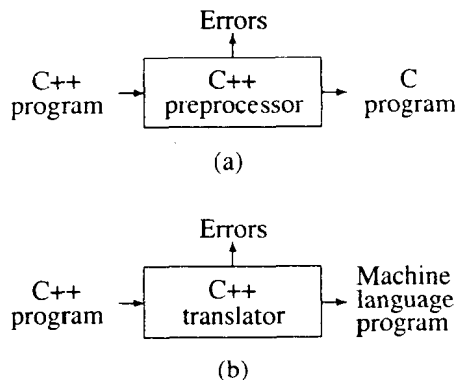 Errors
C++ program
C++ preprocessor
C program
(a)
Errors
C++ program
C++ translator
Machine language program
(b)